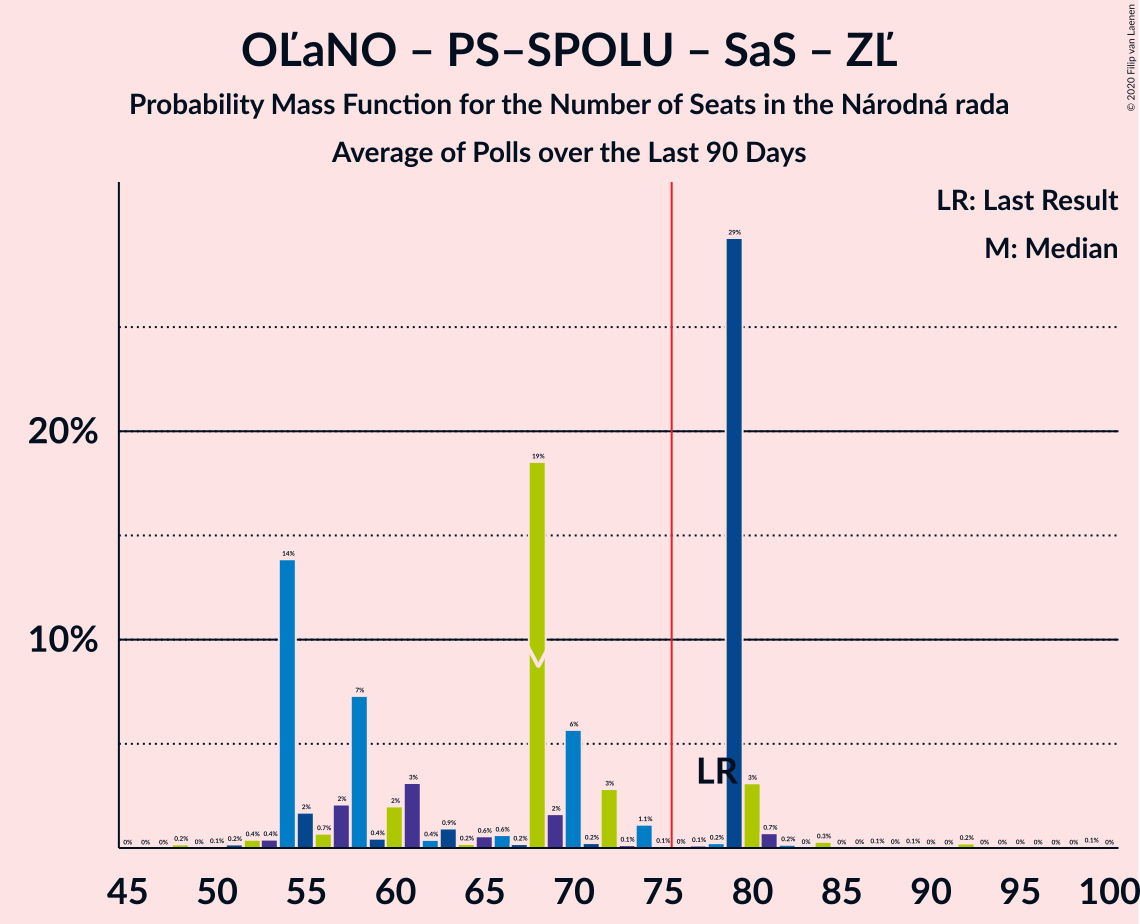 OĽaNO – PS–SPOLU – SaS – ZĽ
Probability Mass Function for the Number of Seats in the Národná rada
Average of Polls over the Last 90 Days
© 2020 Filip van Laenen
LR: Last Result
M: Median
20%
10%
0% 0% 0% 0.2% 0% 0.1% 0.2% 0.4% 0.4% 14% 2% 0.7% 2% 7% 0.4% 2% 3% 0.4% 0.9% 0.2% 0.6% 0.6% 0.2% 19% 2% 6% 0.2% 3% 0.1% 1.1% 0.1% 0% 0.1% 0.2% 29% 3% 0.7% 0.2% 0% 0.3% 0% 0% 0.1% 0% 0.1% 0% 0% 0.2% 0% 0% 0% 0% 0% 0% 0.1% 0%
M
LR
45 50 55 60 65 70 75 80 85 90 95 100